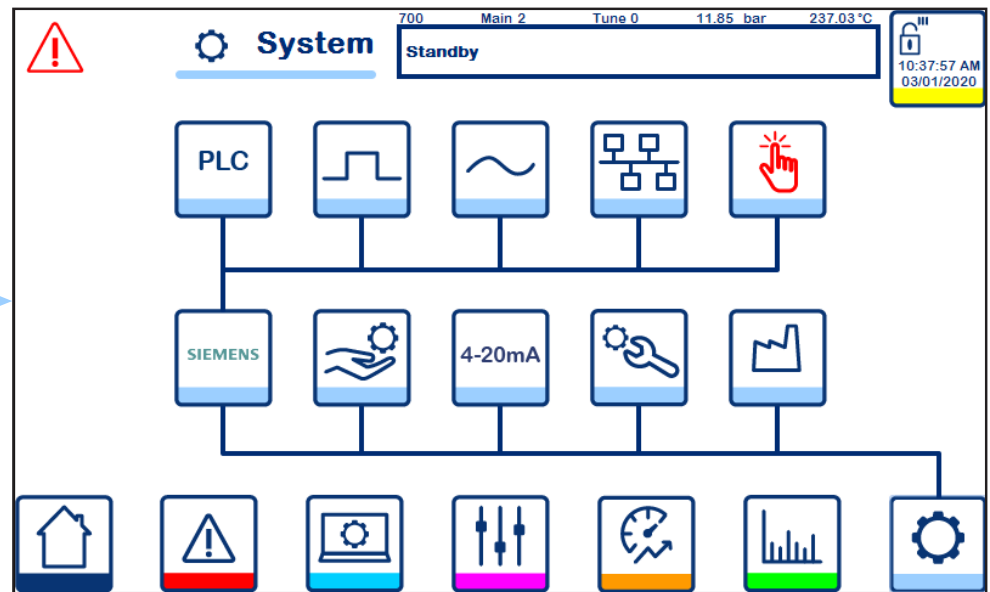 700 Main 2 Tune 0 11.85 bar 237.03 °C
System
Standby
10:37:57 AM
03/01/2020
PLC
SIEMENS
4-20mA